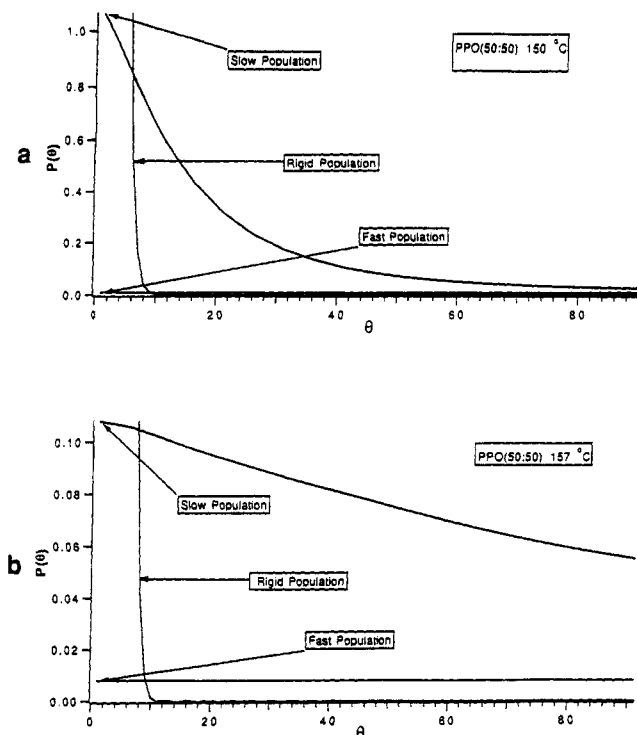 a
PPO(50:50) 150 °C
P(θ)
1.0
0.8
0.6
0.4
0.2
0.0
Slow Population
Rigid Population
Fast Population
0
20
40
60
80
θ
b
PPO(50:50) 157 °C
P(θ)
0.10
0.08
0.06
0.04
0.02
0.00
Slow Population
Rigid Population
Fast Population
0
20
40
60
80
θ